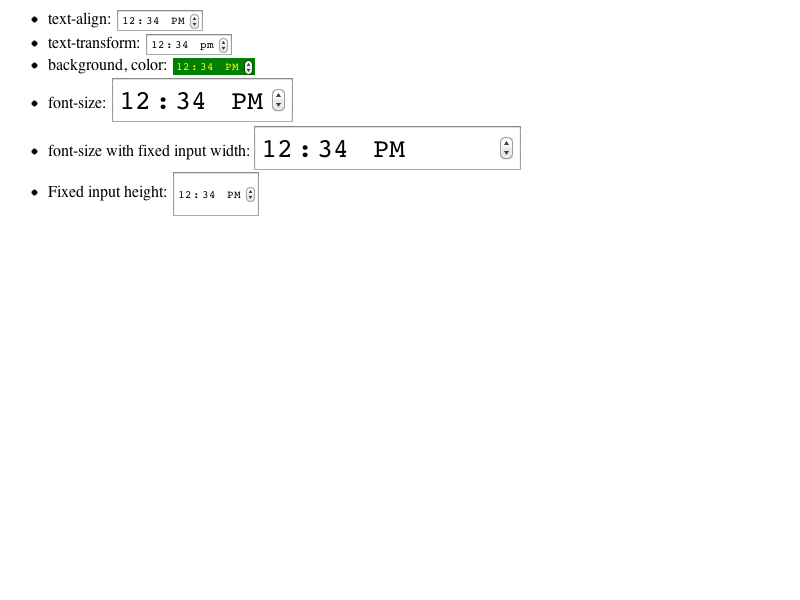 text-align: 12:34 PM
text-transform: 12:34 pm
background, color: 12:34 PM
font-size: 12:34 PM
font-size with fixed input width: 12:34 PM
Fixed input height: 12:34 PM